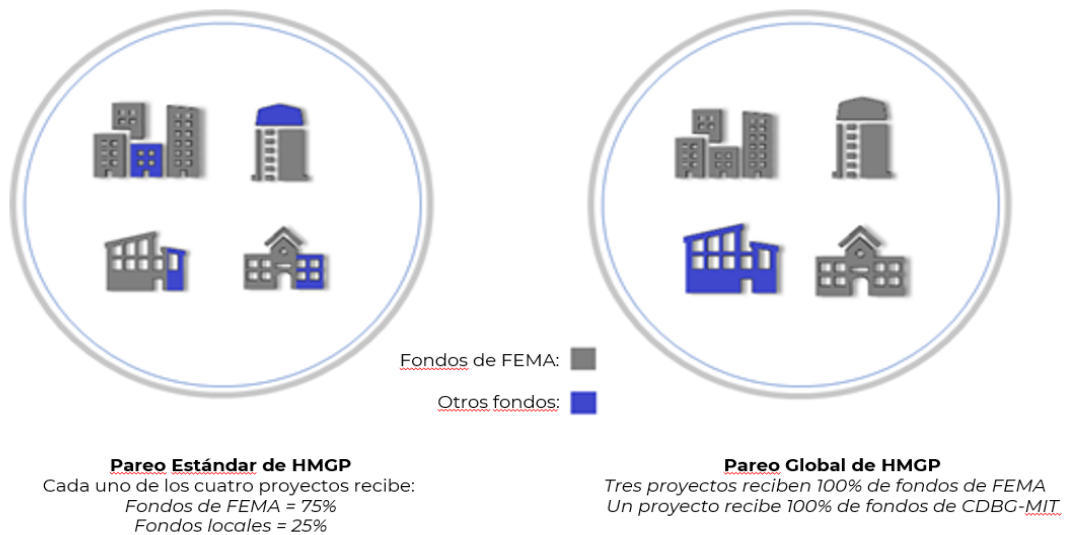 Fondos de FEMA:
Otros fondos:
Pareo Estándar de HMGP
Cada uno de los cuatro proyectos recibe:
Fondos de FEMA = 75%
Fondos locales = 25%
Pareo Global de HMGP
Tres proyectos reciben 100% de fondos de FEMA
Un proyecto recibe 100% de fondos de CDBG-MIT